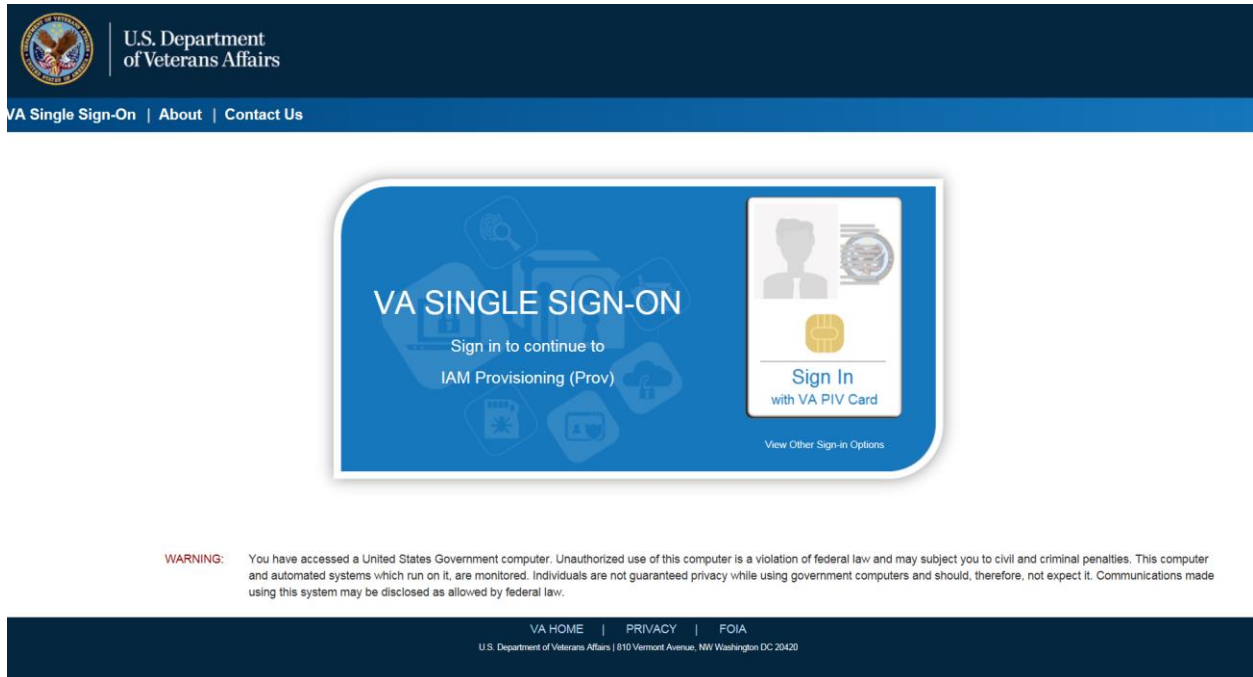 U.S. Department
of Veterans Affairs
VA Single Sign-On | About | Contact Us
VA SINGLE SIGN-ON
Sign in to continue to
IAM Provisioning (Prov)
Sign In
with VA PIV Card
View Other Sign-in Options
WARNING: You have accessed a United States Government computer. Unauthorized use of this computer is a violation of federal law and may subject you to civil and criminal penalties. This computer
and automated systems which run on it, are monitored. Individuals are not guaranteed privacy while using government computers and should, therefore, not expect it. Communications made
using this system may be disclosed as allowed by federal law.
VA HOME | PRIVACY | FOIA
U.S. Department of Veterans Affairs | 810 Vermont Avenue, NW Washington DC 20420